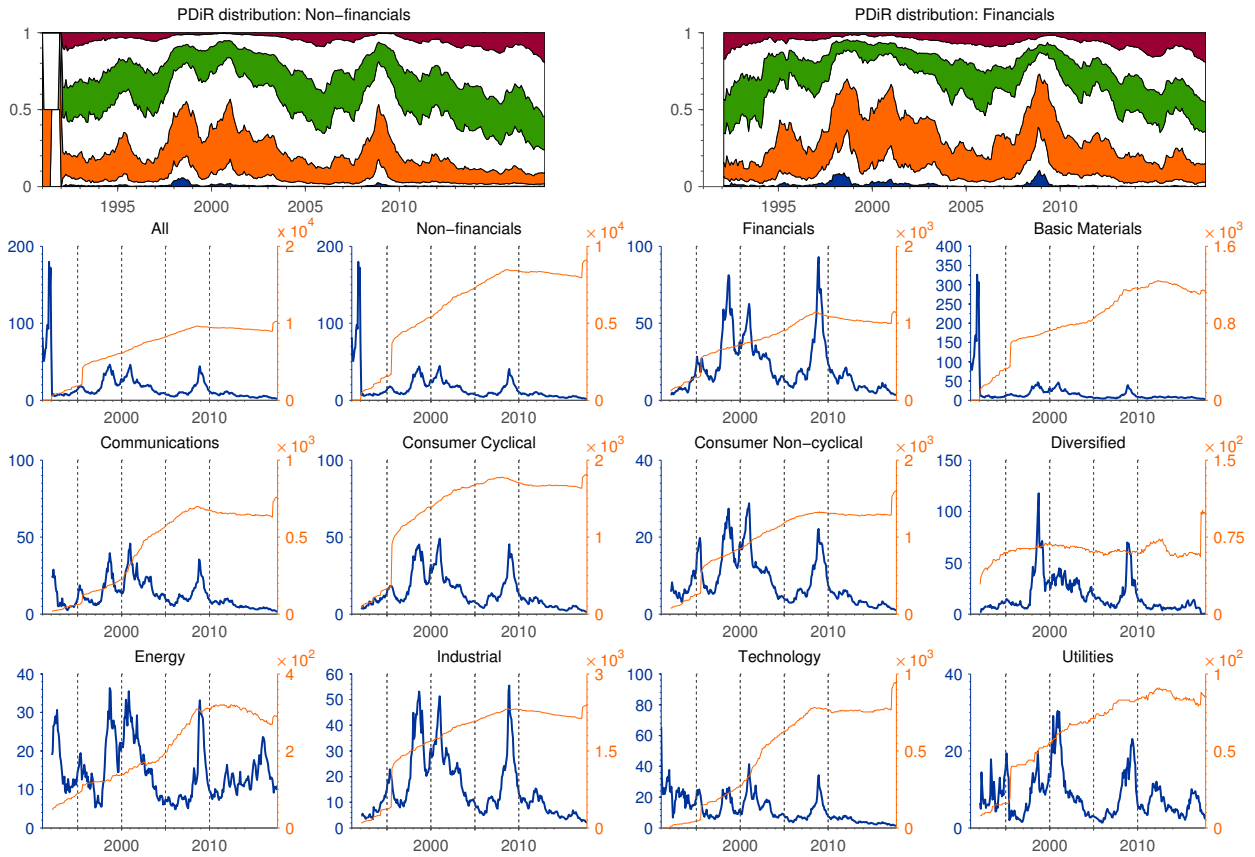 PDiR distribution: Non−financials PDiR distribution: Financials
1 1
0.5 0.5
0 0
1995 2000 2005 2010 1995 2000 2005 2010
All Non−financials Financials Basic Materials
× 10^4 × 10^4 × 10^3 × 10^3
200 2 200 1 100 2 400 1.6
350
300
150 150 250
100 1 100 0.5 50 1 200 0.8
150
50 50 100
50
0 0 0 0 0 0 0 0
2000 2010 2000 2010 2000 2010 2000 2010
Communications Consumer Cyclical Consumer Non−cyclical Diversified
× 10^3 × 10^3 × 10^3 × 10^2
100 1 100 2 40 2 150 1.5
30
100
50 0.5 50 1 20 1 0.75
50
10
0 0 0 0 0 0 0 0
2000 2010 2000 2010 2000 2010 2000 2010
Energy Industrial Technology Utilities
× 10^2 × 10^3 × 10^3 × 10^2
40 4 60 3 100 1 40 1
50
30 80
40 60
20 2 30 1.5 0.5 20 0.5
20 40
10 10 20
0 0 0 0 0 0 0 0
2000 2010 2000 2010 2000 2010 2000 2010